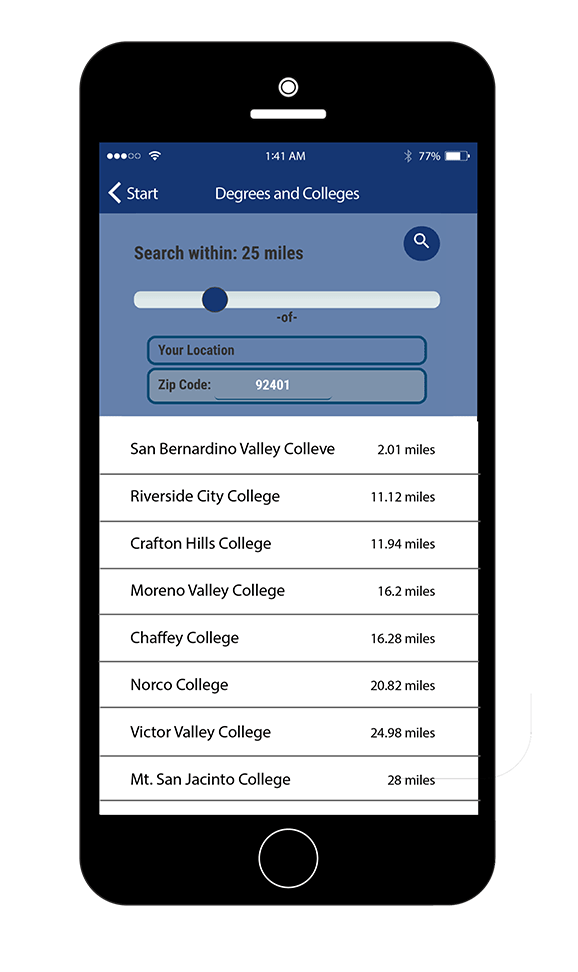 1:41 AM 77%
Start Degrees and Colleges
Search within: 25 miles
-of-
Your Location
Zip Code: 92401
San Bernardino Valley Colleve 2.01 miles
Riverside City College 11.12 miles
Crafton Hills College 11.94 miles
Moreno Valley College 16.2 miles
Chaffey College 16.28 miles
Norco College 20.82 miles
Victor Valley College 24.98 miles
Mt. San Jacinto College 28 miles